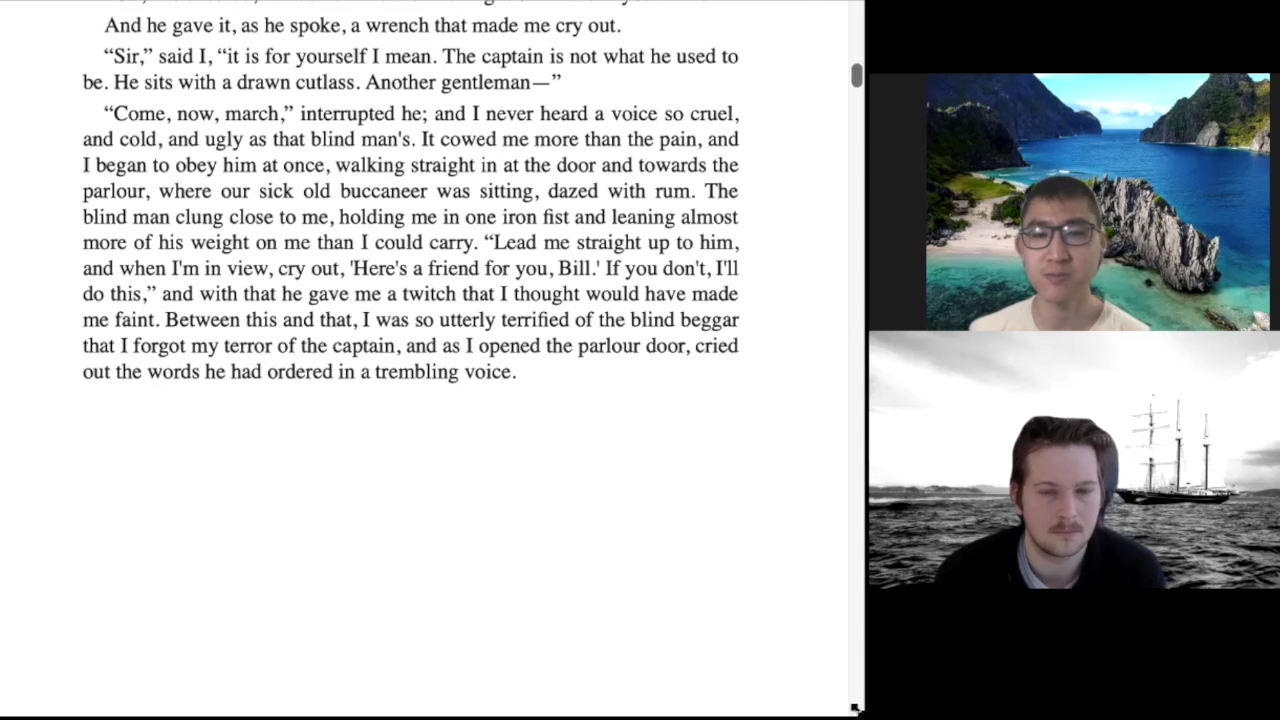 And he gave it, as he spoke, a wrench that made me cry out.
“Sir,” said I, “it is for yourself I mean. The captain is not what he used to
be. He sits with a drawn cutlass. Another gentleman—”
“Come, now, march,” interrupted he; and I never heard a voice so cruel,
and cold, and ugly as that blind man's. It cowed me more than the pain, and
I began to obey him at once, walking straight in at the door and towards the
parlour, where our sick old buccaneer was sitting, dazed with rum. The
blind man clung close to me, holding me in one iron fist and leaning almost
more of his weight on me than I could carry. “Lead me straight up to him,
and when I'm in view, cry out, 'Here's a friend for you, Bill.' If you don't, I'll
do this,” and with that he gave me a twitch that I thought would have made
me faint. Between this and that, I was so utterly terrified of the blind beggar
that I forgot my terror of the captain, and as I opened the parlour door, cried
out the words he had ordered in a trembling voice.